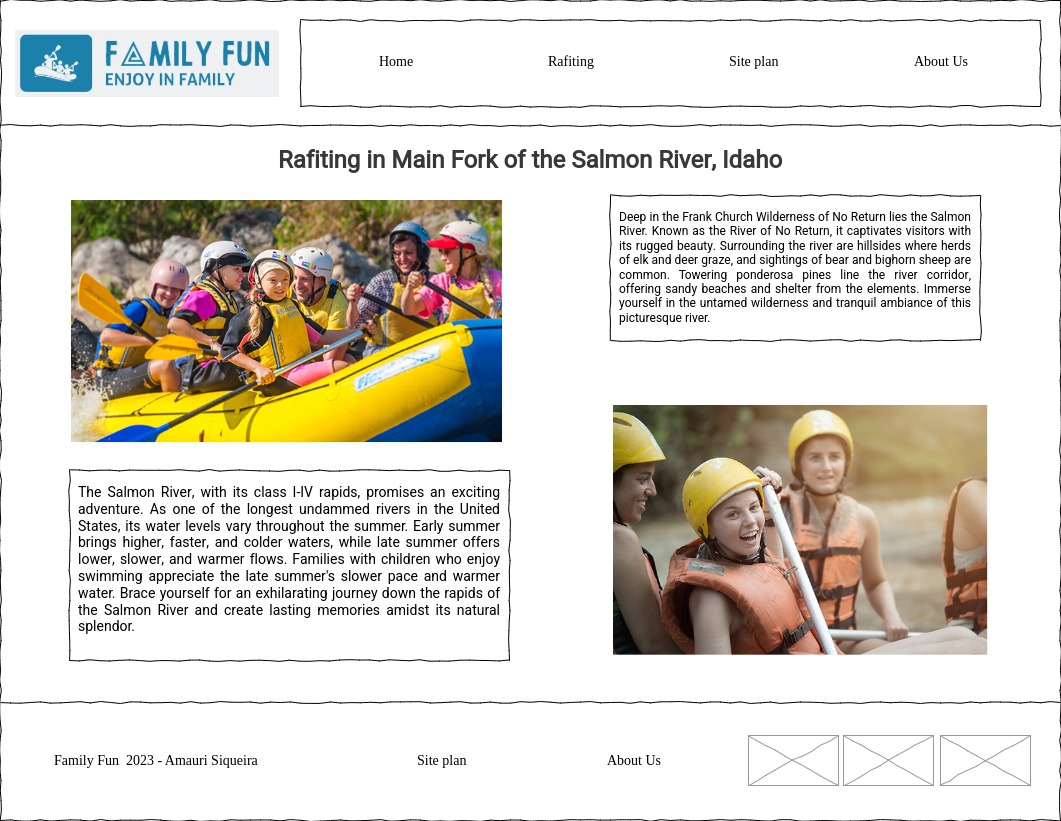 FAMILY FUN
ENJOY IN FAMILY
Home
Rafiting
Site plan
About Us
Rafiting in Main Fork of the Salmon River, Idaho
Deep in the Frank Church Wilderness of No Return lies the Salmon
River. Known as the River of No Return, it captivates visitors with
its rugged beauty. Surrounding the river are hillsides where herds
of elk and deer graze, and sightings of bear and bighorn sheep are
common. Towering ponderosa pines line the river corridor,
offering sandy beaches and shelter from the elements. Immerse
yourself in the untamed wilderness and tranquil ambiance of this
picturesque river.
The Salmon River, with its class I-IV rapids, promises an exciting
adventure. As one of the longest undammed rivers in the United
States, its water levels vary throughout the summer. Early summer
brings higher, faster, and colder waters, while late summer offers
lower, slower, and warmer flows. Families with children who enjoy
swimming appreciate the late summer's slower pace and warmer
water. Brace yourself for an exhilarating journey down the rapids of
the Salmon River and create lasting memories amidst its natural
splendor.
Family Fun  2023 - Amauri Siqueira
Site plan
About Us